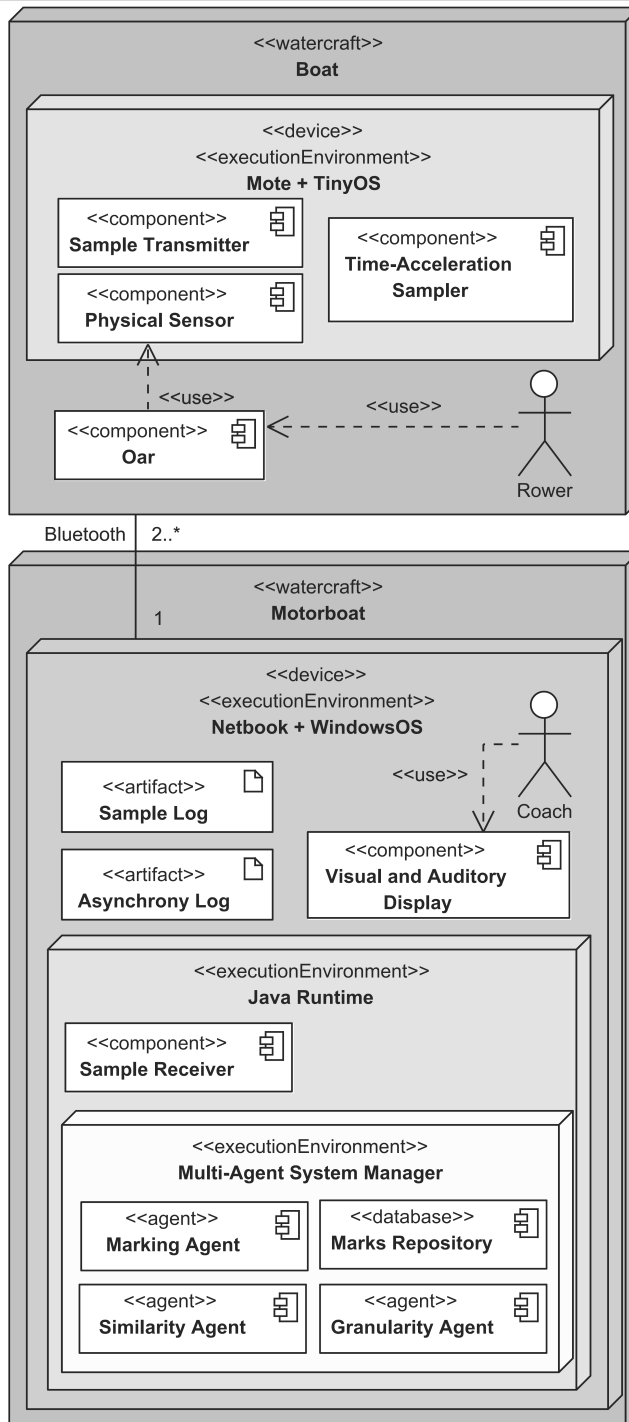 <<watercraft>>
Boat
<<device>>
<<executionEnvironment>>
Mote + TinyOS
<<component>>
Sample Transmitter
<<component>>
Time-Acceleration
Sampler
<<component>>
Physical Sensor
<<use>>
<<use>>
<<component>>
Oar
Rower
Bluetooth
2..*
<<watercraft>>
Motorboat
1
<<device>>
<<executionEnvironment>>
Netbook + WindowsOS
<<use>>
Coach
<<artifact>>
Sample Log
<<component>>
Visual and Auditory
Display
<<artifact>>
Asynchrony Log
<<executionEnvironment>>
Java Runtime
<<component>>
Sample Receiver
<<executionEnvironment>>
Multi-Agent System Manager
<<agent>>
Marking Agent
<<database>>
Marks Repository
<<agent>>
Similarity Agent
<<agent>>
Granularity Agent